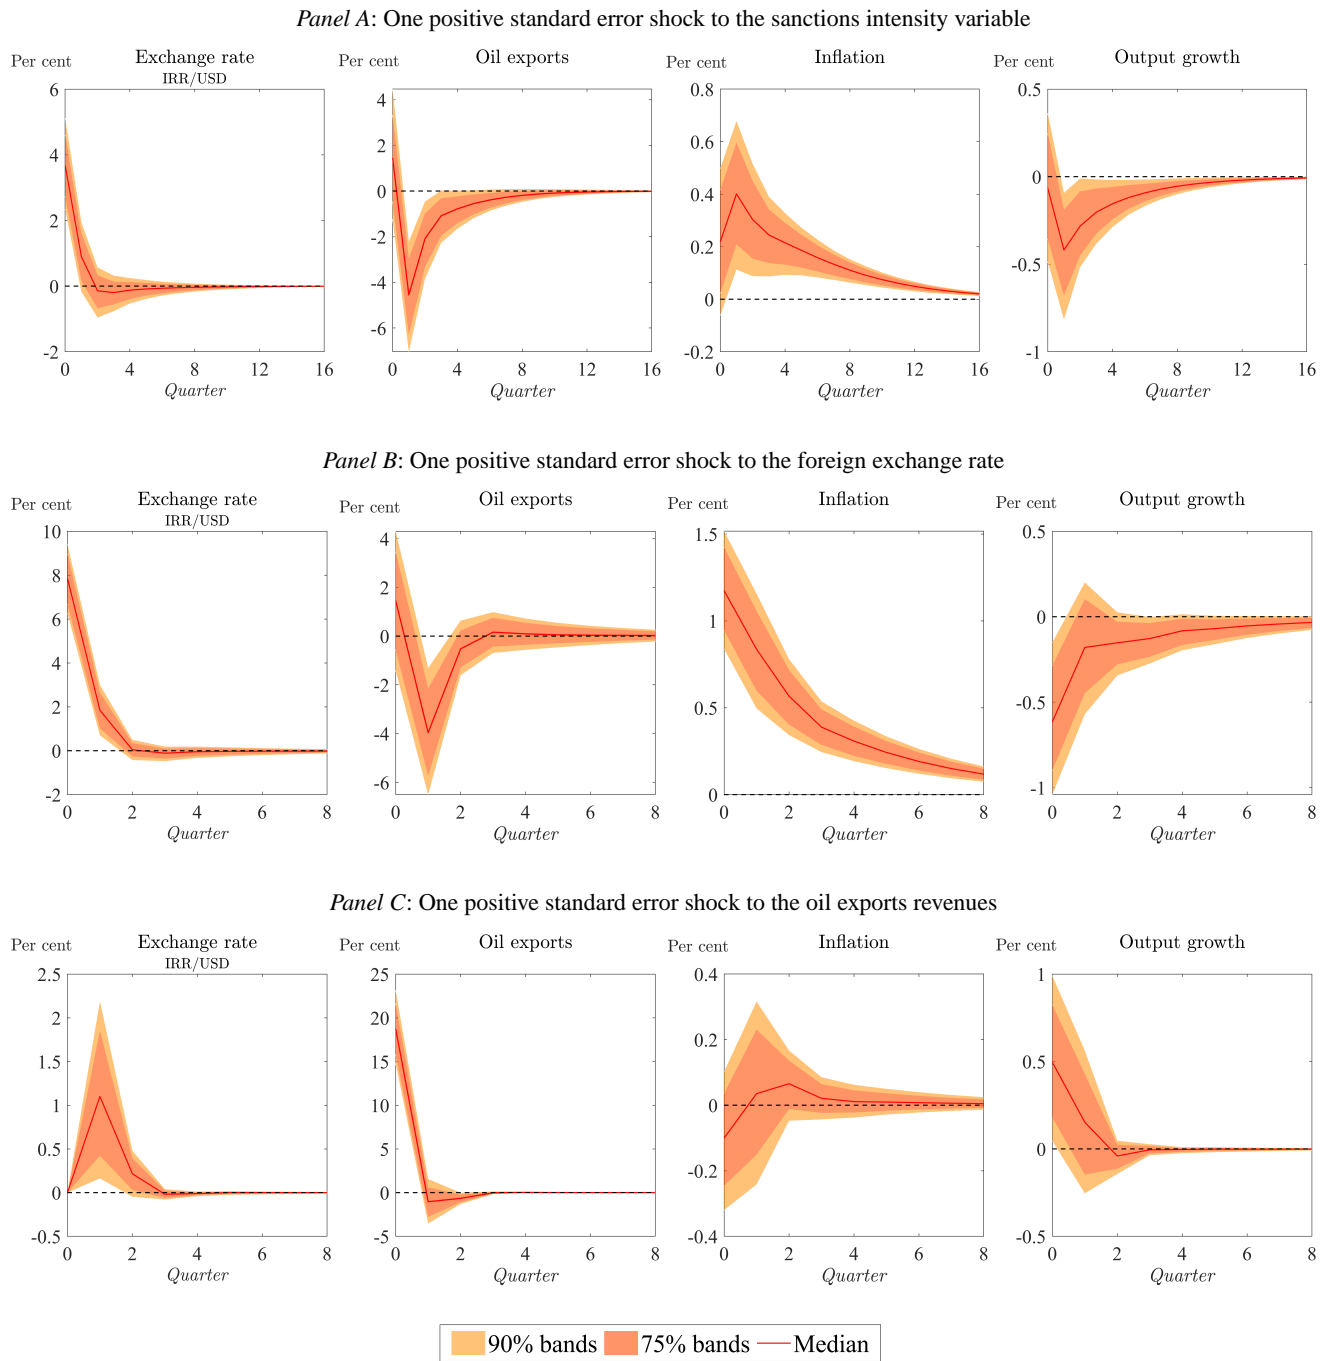 Panel A: One positive standard error shock to the sanctions intensity variable
Per cent Exchange rate Per cent Oil exports Per cent Inflation Per cent Output growth
IRR/USD
6 4 2 0 -2
0 4 8 12 16
Quarter
4 2 0 -2 -4 -6
0 4 8 12 16
Quarter
0.8 0.6 0.4 0.2 0 -0.2
0 4 8 12 16
Quarter
0.5 0 -0.5 -1
0 4 8 12 16
Quarter
Panel B: One positive standard error shock to the foreign exchange rate
Per cent Exchange rate Per cent Oil exports Per cent Inflation Per cent Output growth
IRR/USD
10 8 6 4 2 0 -2
0 2 4 6 8
Quarter
4 2 0 -2 -4 -6
0 2 4 6 8
Quarter
1.5 1 0.5 0
0 2 4 6 8
Quarter
0.5 0 -0.5 -1
0 2 4 6 8
Quarter
Panel C: One positive standard error shock to the oil exports revenues
Per cent Exchange rate Per cent Oil exports Per cent Inflation Per cent Output growth
IRR/USD
2.5 2 1.5 1 0.5 0 -0.5
0 2 4 6 8
Quarter
25 20 15 10 5 0 -5
0 2 4 6 8
Quarter
0.4 0.2 0 -0.2 -0.4
0 2 4 6 8
Quarter
1 0.5 0 -0.5
0 2 4 6 8
Quarter
90% bands 75% bands Median